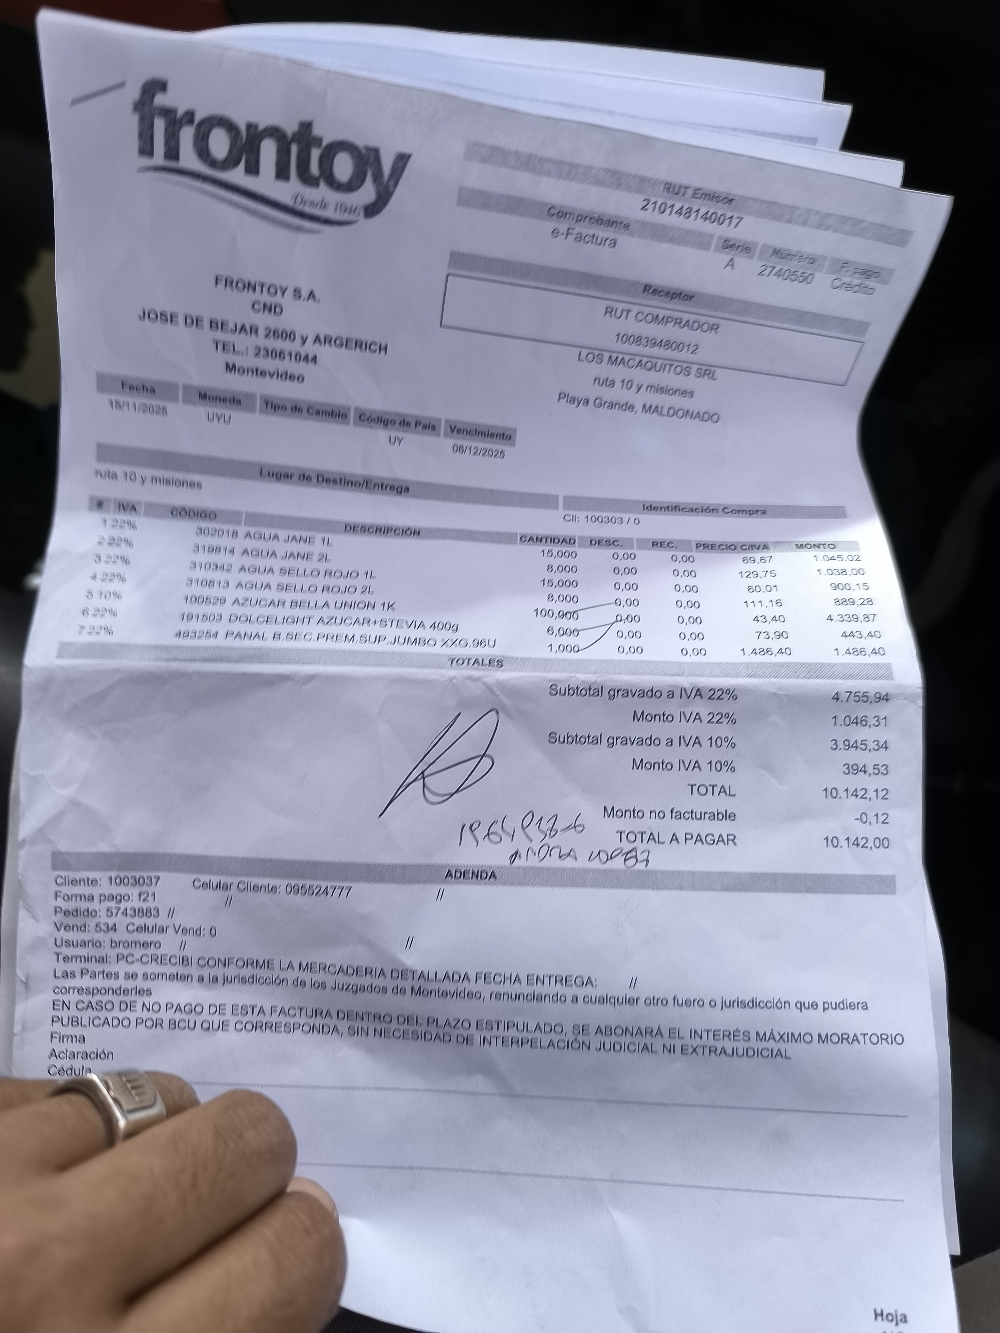 frontoy
Desde 1940
RUT Emisor
210148140017
Comprobante Serie Número F. pago
e-Factura A 2740550 Crédito
Receptor
RUT COMPRADOR
100839480012
LOS MACAQUITOS SRL
ruta 10 y misiones
Playa Grande, MALDONADO
FRONTOY S.A.
CND
JOSE DE BEJAR 2600 y ARGERICH
TEL.: 23061044
Montevideo
Fecha Moneda Tipo de Cambio Código de País Vencimiento
15/11/2025 UYU UY 06/12/2025
Lugar de Destino/Entrega Identificación Compra
ruta 10 y misiones Cli: 100303 / 0
# IVA CÓDIGO DESCRIPCIÓN CANTIDAD DESC. REC. PRECIO C/IVA MONTO
1 22% 302018 AGUA JANE 1L 15,000 0,00 0,00 69,67 1.045,02
2 22% 319814 AGUA JANE 2L 8,000 0,00 0,00 129,75 1.038,00
3 22% 310342 AGUA SELLO ROJO 1L 15,000 0,00 0,00 60,01 900,15
4 22% 310813 AGUA SELLO ROJO 2L 8,000 0,00 0,00 111,16 889,28
5 10% 100529 AZUCAR BELLA UNION 1K 100,000 0,00 0,00 43,40 4.339,87
6 22% 191503 DOLCELIGHT AZUCAR+STEVIA 400g 6,000 0,00 0,00 73,90 443,40
7 22% 493254 PANAL B.SEC.PREM.SUP.JUMBO XXG.96U 1,000 0,00 0,00 1.486,40 1.486,40
TOTALES
Subtotal gravado a IVA 22% 4.755,94
Monto IVA 22% 1.046,31
Subtotal gravado a IVA 10% 3.945,34
Monto IVA 10% 394,53
TOTAL 10.142,12
Monto no facturable -0,12
TOTAL A PAGAR 10.142,00
ADENDA
Cliente: 1003037 Celular Cliente: 095524777
Forma pago: f21 // //
Pedido: 5743883 //
Vend: 534 Celular Vend: 0
Usuario: bromero // //
Terminal: PC-CRECIBI CONFORME LA MERCADERIA DETALLADA FECHA ENTREGA: //
Las Partes se someten a la jurisdicción de los Juzgados de Montevideo, renunciando a cualquier otro fuero o jurisdicción que pudiera
corresponderles
EN CASO DE NO PAGO DE ESTA FACTURA DENTRO DEL PLAZO ESTIPULADO, SE ABONARÁ EL INTERÉS MÁXIMO MORATORIO
PUBLICADO POR BCU QUE CORRESPONDA, SIN NECESIDAD DE INTERPELACIÓN JUDICIAL NI EXTRAJUDICIAL
Firma
Aclaración
Cédula
Hoja